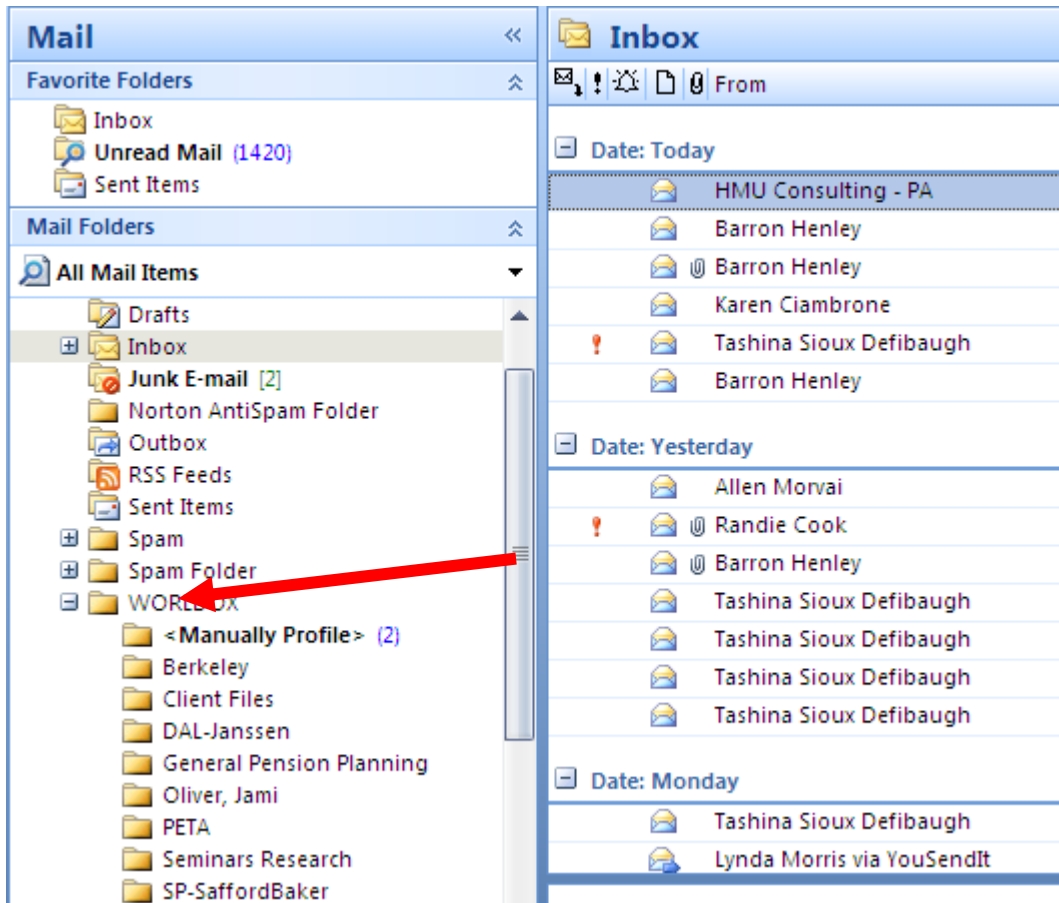 Mail
Favorite Folders
Inbox
Unread Mail (1420)
Sent Items
Mail Folders
All Mail Items
Drafts
Inbox
Junk E-mail [2]
Norton AntiSpam Folder
Outbox
RSS Feeds
Sent Items
Spam
Spam Folder
WORLDOX
<Manually Profile> (2)
Berkeley
Client Files
DAL-Janssen
General Pension Planning
Oliver, Jami
PETA
Seminars Research
SP-SaffordBaker
Inbox
From
Date: Today
HMU Consulting - PA
Barron Henley
Barron Henley
Karen Ciambrone
Tashina Sioux Defibaugh
Barron Henley
Date: Yesterday
Allen Morvai
Randie Cook
Barron Henley
Tashina Sioux Defibaugh
Tashina Sioux Defibaugh
Tashina Sioux Defibaugh
Tashina Sioux Defibaugh
Date: Monday
Tashina Sioux Defibaugh
Lynda Morris via YouSendIt